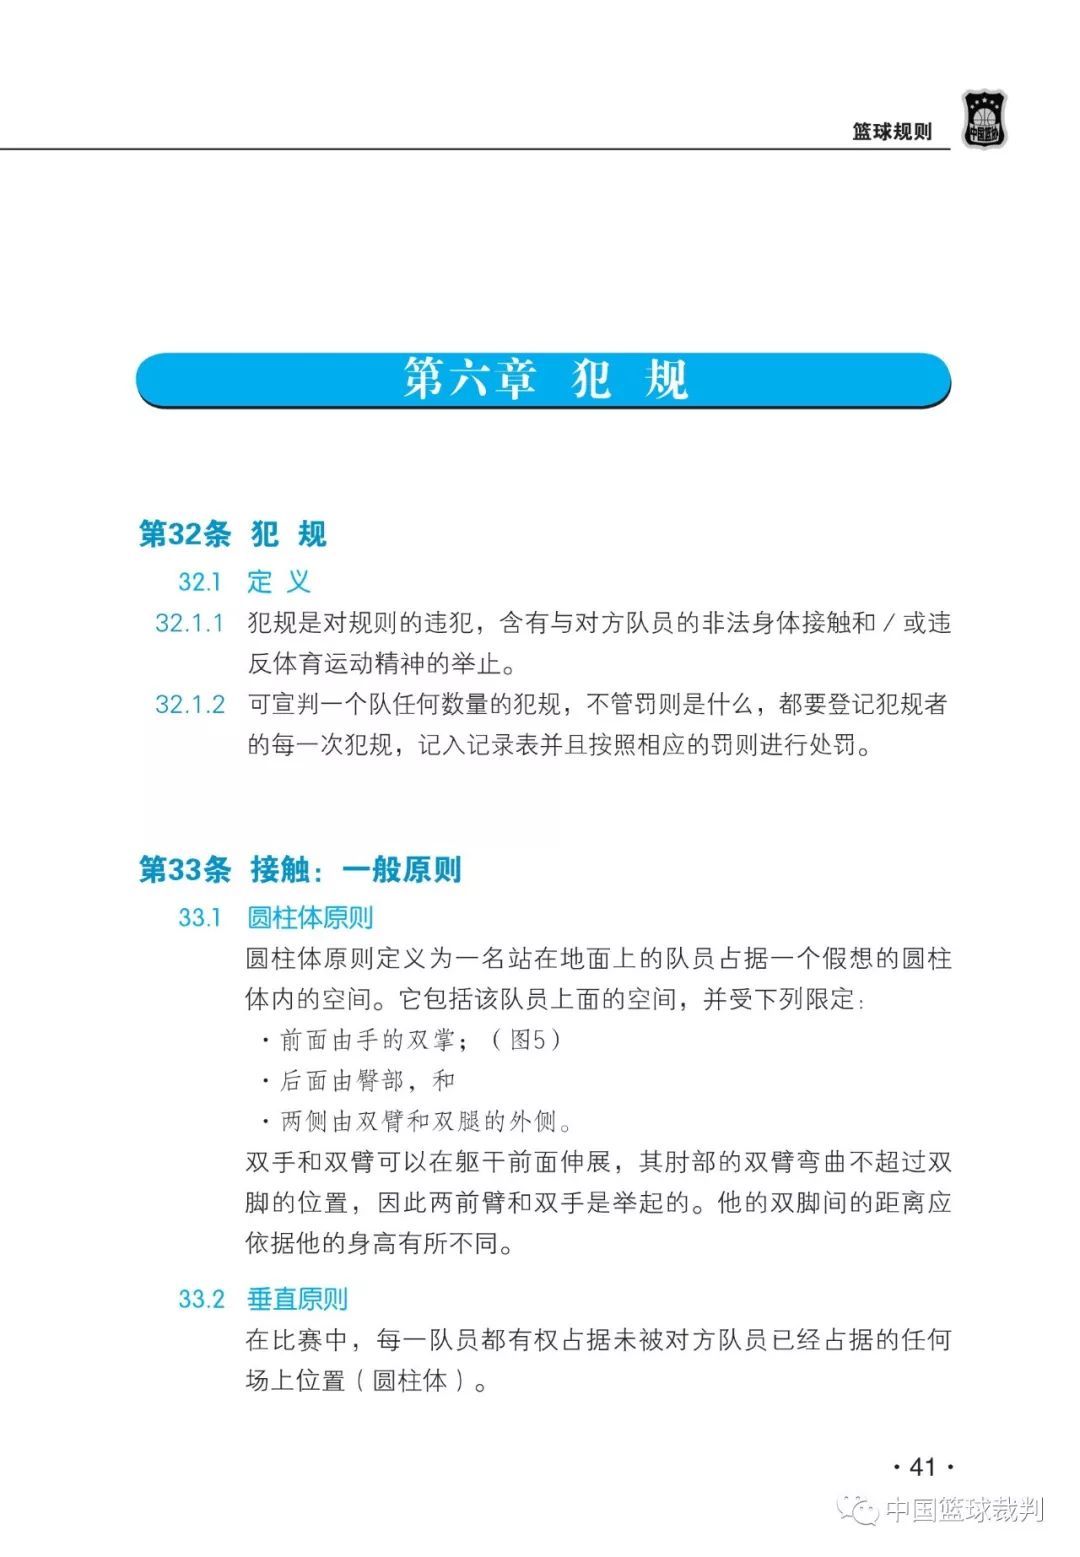 篮球规则
中国篮协
第六章 犯 规
第32条 犯 规
32.1 定 义
32.1.1 犯规是对规则的违犯，含有与对方队员的非法身体接触和／或违
反体育运动精神的举止。
32.1.2 可宣判一个队任何数量的犯规，不管罚则是什么，都要登记犯规者
的每一次犯规，记入记录表并且按照相应的罚则进行处罚。
第33条 接触：一般原则
33.1 圆柱体原则
圆柱体原则定义为一名站在地面上的队员占据一个假想的圆柱
体内的空间。它包括该队员上面的空间，并受下列限定：
·前面由手的双掌；（图5）
·后面由臀部，和
·两侧由双臂和双腿的外侧。
双手和双臂可以在躯干前面伸展，其肘部的双臂弯曲不超过双
脚的位置，因此两前臂和双手是举起的。他的双脚间的距离应
依据他的身高有所不同。
33.2 垂直原则
在比赛中，每一队员都有权占据未被对方队员已经占据的任何
场上位置（圆柱体）。
·41·
中国篮球裁判